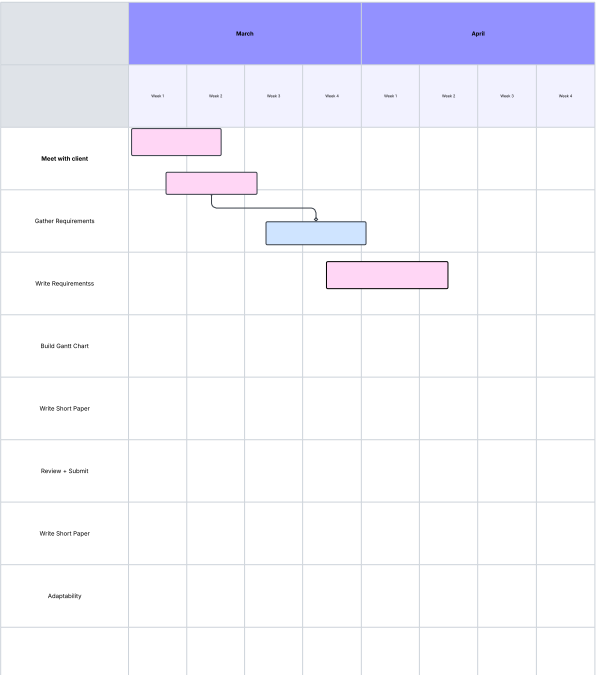 March April
Week 1 Week 2 Week 3 Week 4 Week 1 Week 2 Week 3 Week 4
Meet with client
Gather Requirements
Write Requirementss
Build Gantt Chart
Write Short Paper
Review + Submit
Write Short Paper
Adaptability